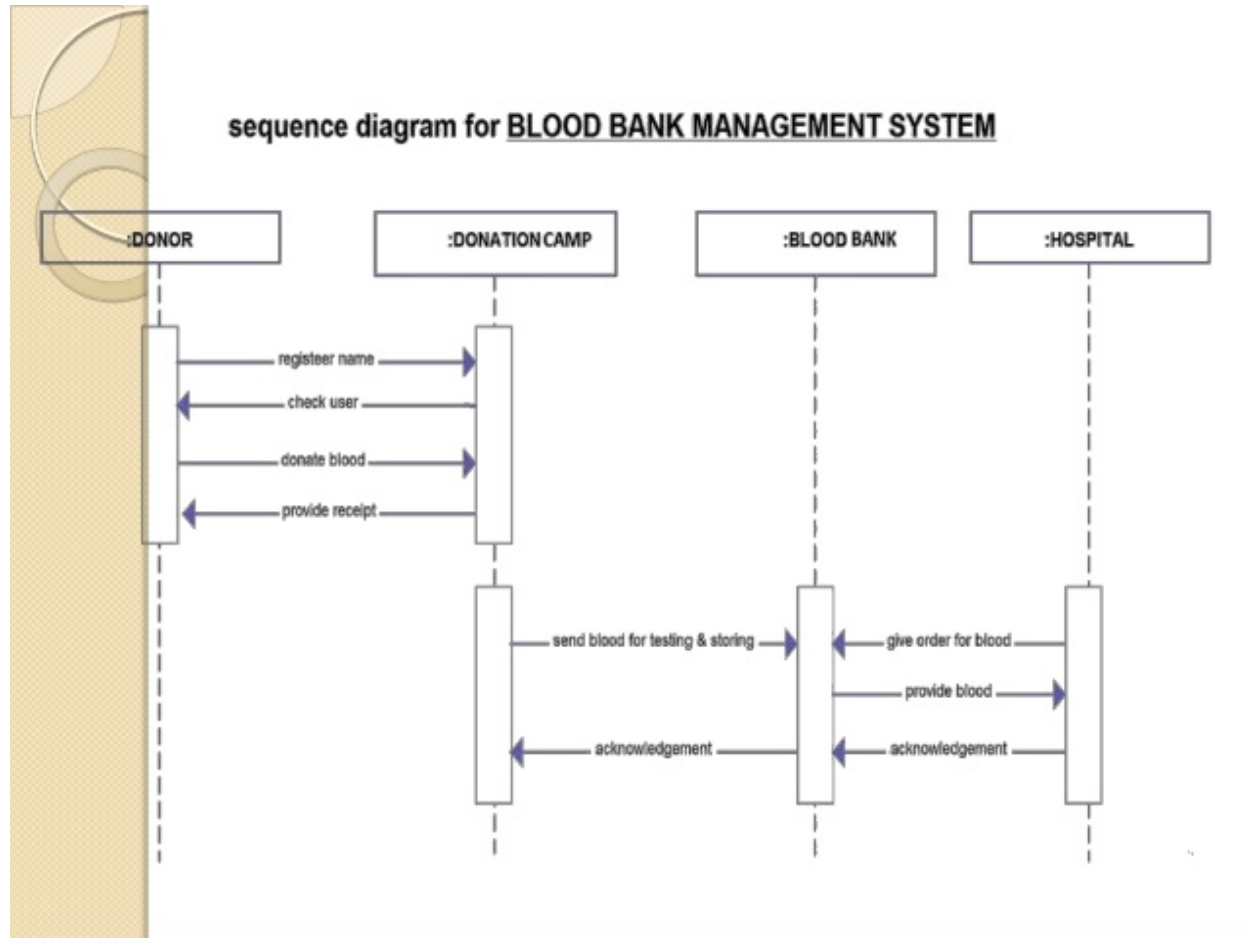 sequence diagram for BLOOD BANK MANAGEMENT SYSTEM
:DONOR
:DONATION CAMP
:BLOOD BANK
:HOSPITAL
registeer name
check user
donate blood
provide receipt
send blood for testing & storing
give order for blood
provide blood
acknowledgement
acknowledgement